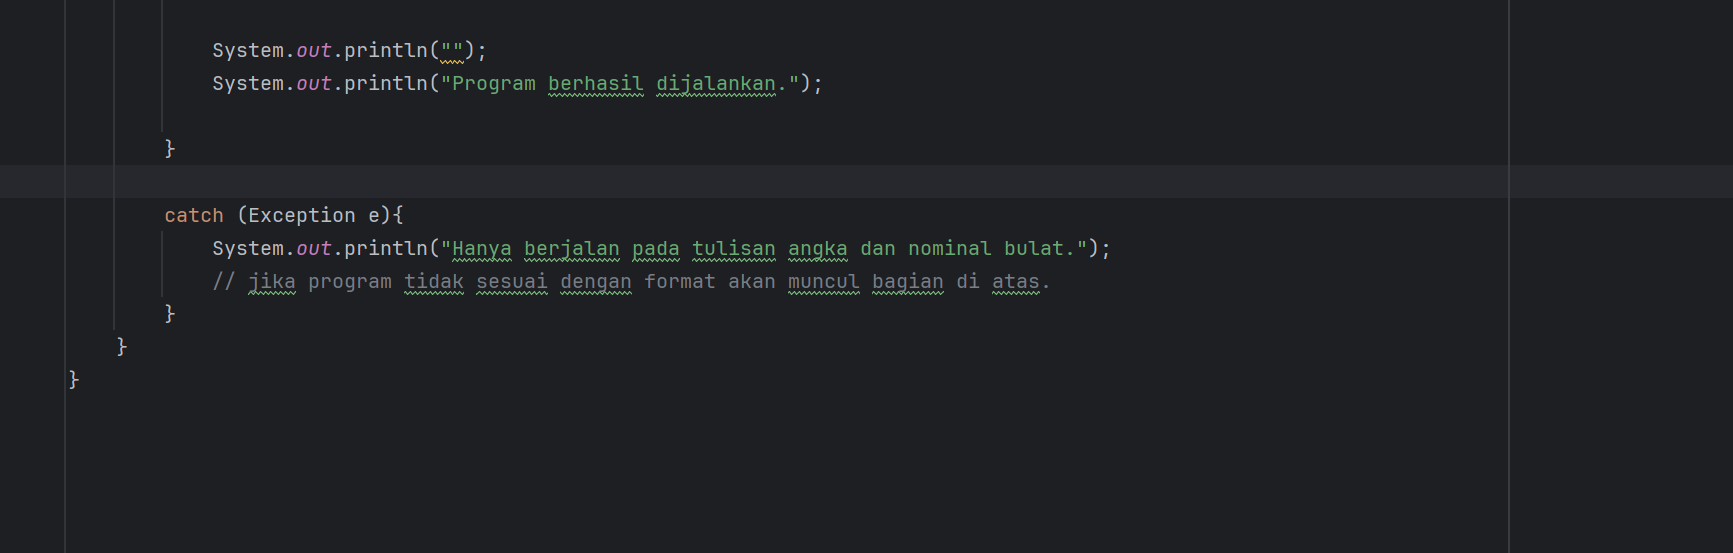 System.out.println("");
System.out.println("Program berhasil dijalankan.");
}
catch (Exception e){
System.out.println("Hanya berjalan pada tulisan angka dan nominal bulat.");
// jika program tidak sesuai dengan format akan muncul bagian di atas.
}
}
}